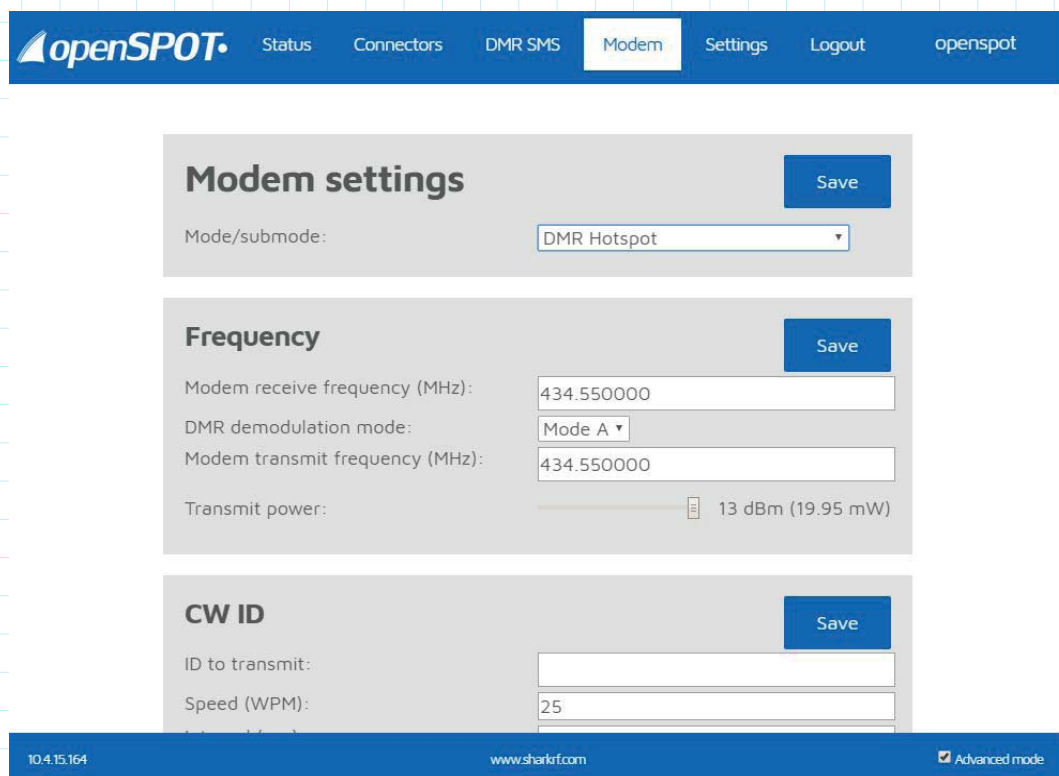 openSPOT Status Connectors DMR SMS Modem Settings Logout openspot
Modem settings
Save
Mode/submode: DMR Hotspot
Frequency
Save
Modem receive frequency (MHz): 434.550000
DMR demodulation mode: Mode A
Modem transmit frequency (MHz): 434.550000
Transmit power: 13 dBm (19.95 mW)
CW ID
Save
ID to transmit:
Speed (WPM): 25
10.4.15.164 www.sharkrf.com Advanced mode